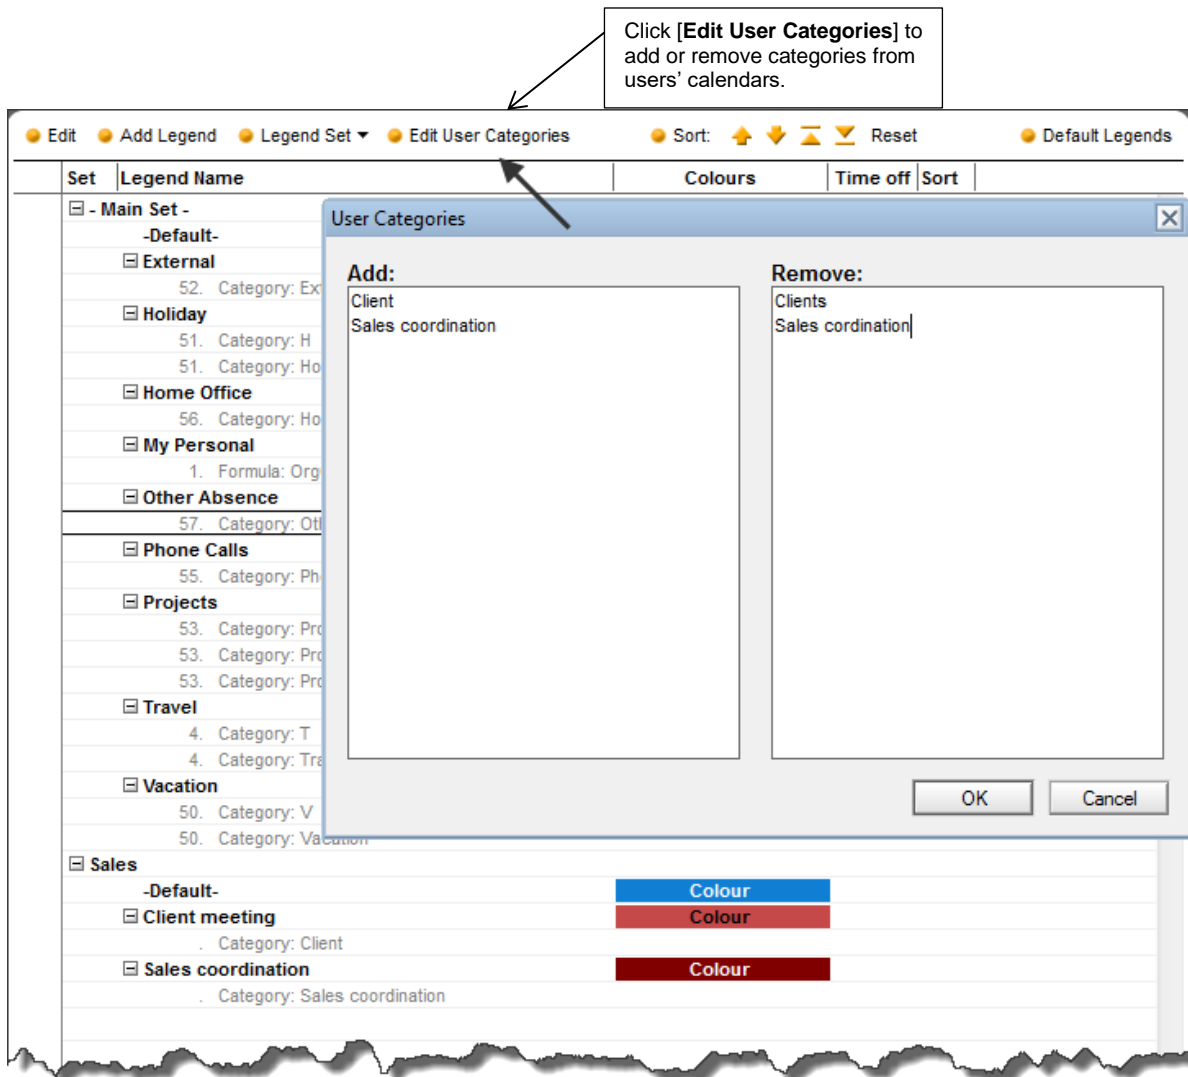 Click [Edit User Categories] to
add or remove categories from
users’ calendars.
Edit Add Legend Legend Set Edit User Categories Sort: Reset Default Legends
Set Legend Name Colours Time off Sort
- Main Set -
-Default-
External
52. Category: Ex
Holiday
51. Category: H
51. Category: Ho
Home Office
56. Category: Ho
My Personal
1. Formula: Org
Other Absence
57. Category: Oth
Phone Calls
55. Category: Ph
Projects
53. Category: Pro
53. Category: Pro
53. Category: Pro
Travel
4. Category: T
4. Category: Tra
Vacation
50. Category: V
50. Category: Vacation
User Categories
Add:
Client
Sales coordination
Remove:
Clients
Sales cordination
OK Cancel
Sales
-Default- Colour
Client meeting Colour
. Category: Client
Sales coordination Colour
. Category: Sales coordination